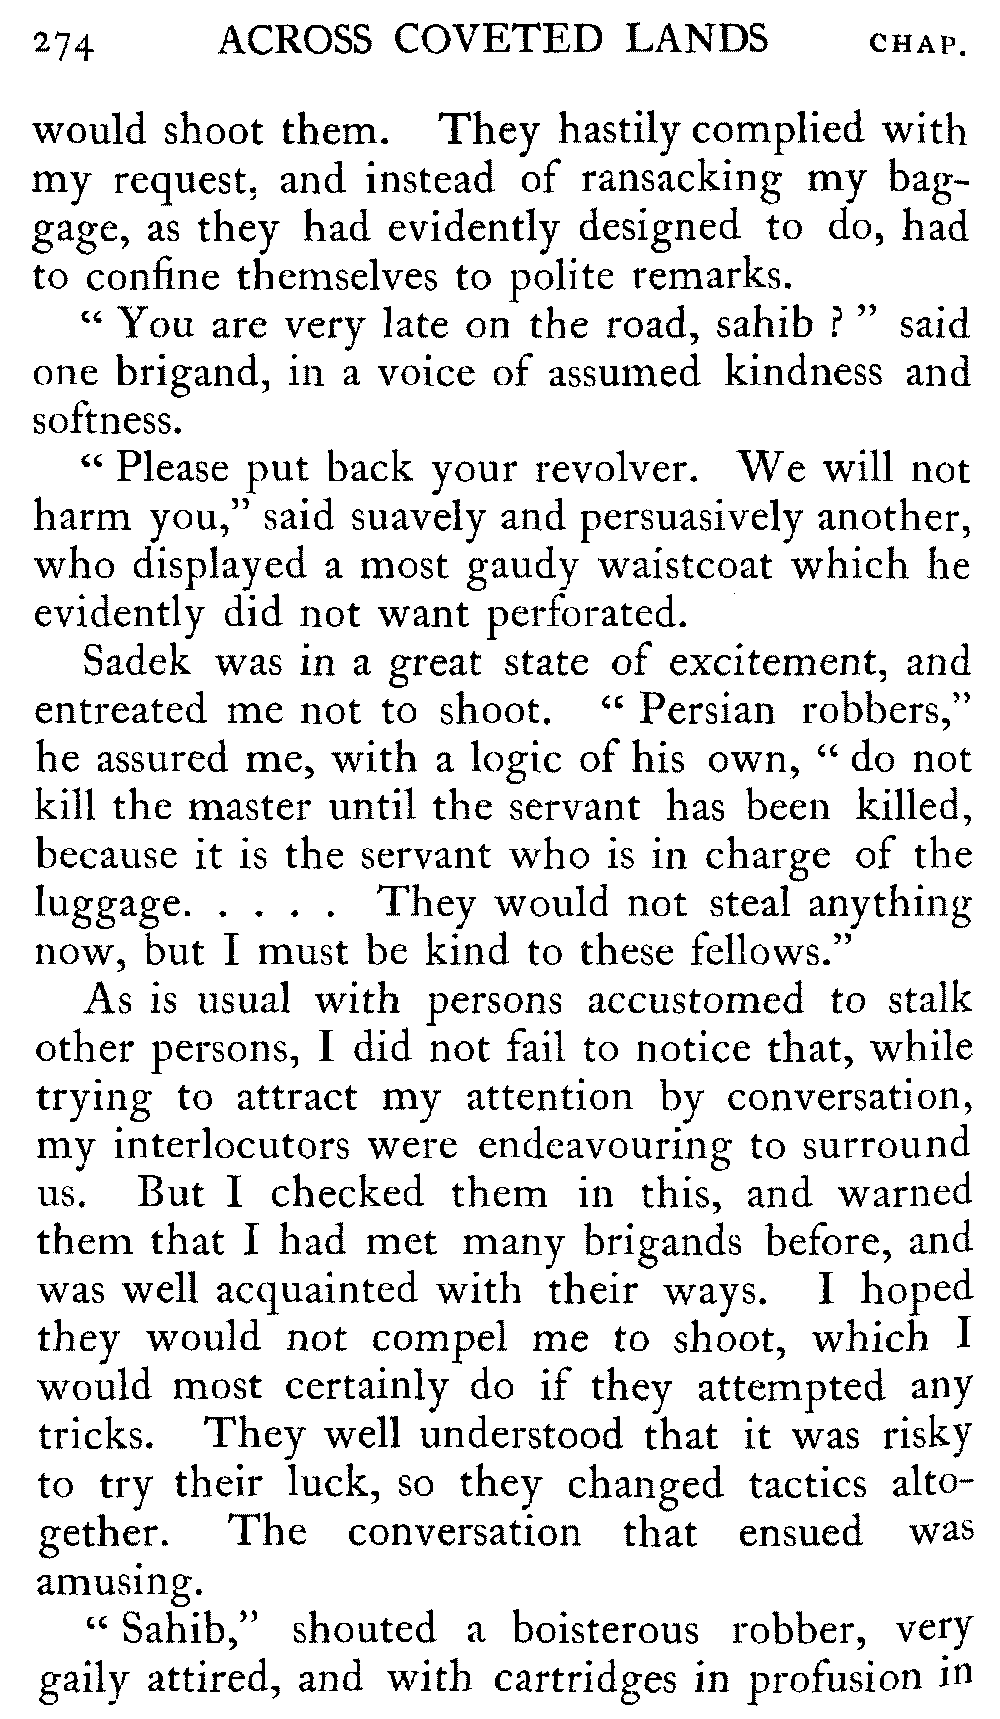 274 ACROSS COVETED LANDS CHAP.
would shoot them. They hastily complied with
my request, and instead of ransacking my bag-
gage, as they had evidently designed to do, had
to confine themselves to polite remarks.
“ You are very late on the road, sahib ? ” said
one brigand, in a voice of assumed kindness and
softness.
“ Please put back your revolver. We will not
harm you,” said suavely and persuasively another,
who displayed a most gaudy waistcoat which he
evidently did not want perforated.
Sadek was in a great state of excitement, and
entreated me not to shoot. “ Persian robbers,”
he assured me, with a logic of his own, “ do not
kill the master until the servant has been killed,
because it is the servant who is in charge of the
luggage. . . . . They would not steal anything
now, but I must be kind to these fellows.”
As is usual with persons accustomed to stalk
other persons, I did not fail to notice that, while
trying to attract my attention by conversation,
my interlocutors were endeavouring to surround
us. But I checked them in this, and warned
them that I had met many brigands before, and
was well acquainted with their ways. I hoped
they would not compel me to shoot, which I
would most certainly do if they attempted any
tricks. They well understood that it was risky
to try their luck, so they changed tactics alto-
gether. The conversation that ensued was
amusing.
“ Sahib,” shouted a boisterous robber, very
gaily attired, and with cartridges in profusion in